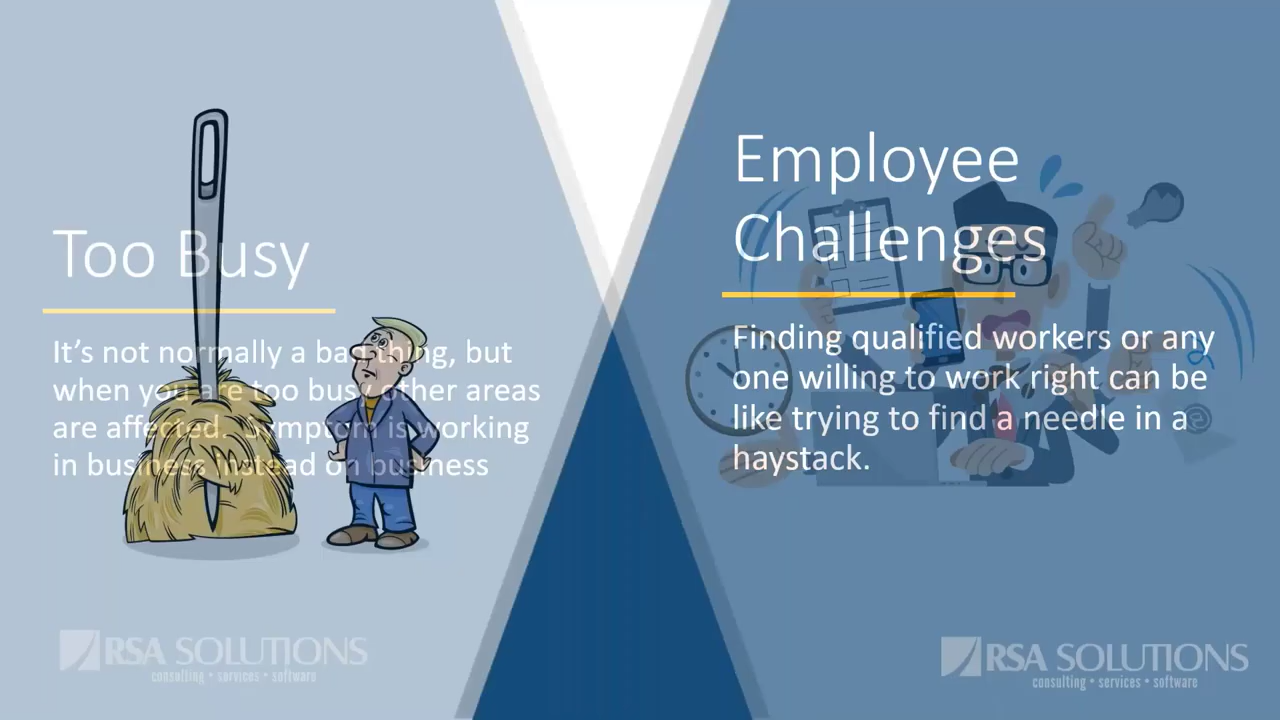 Too Busy
It’s not normally a bad thing, but
when you are too busy other areas
are affected. Symptom is working
in business instead on business
RSA SOLUTIONS
consulting • services • software
Employee
Challenges
Finding qualified workers or any
one willing to work right can be
like trying to find a needle in a
haystack.
RSA SOLUTIONS
consulting • services • software